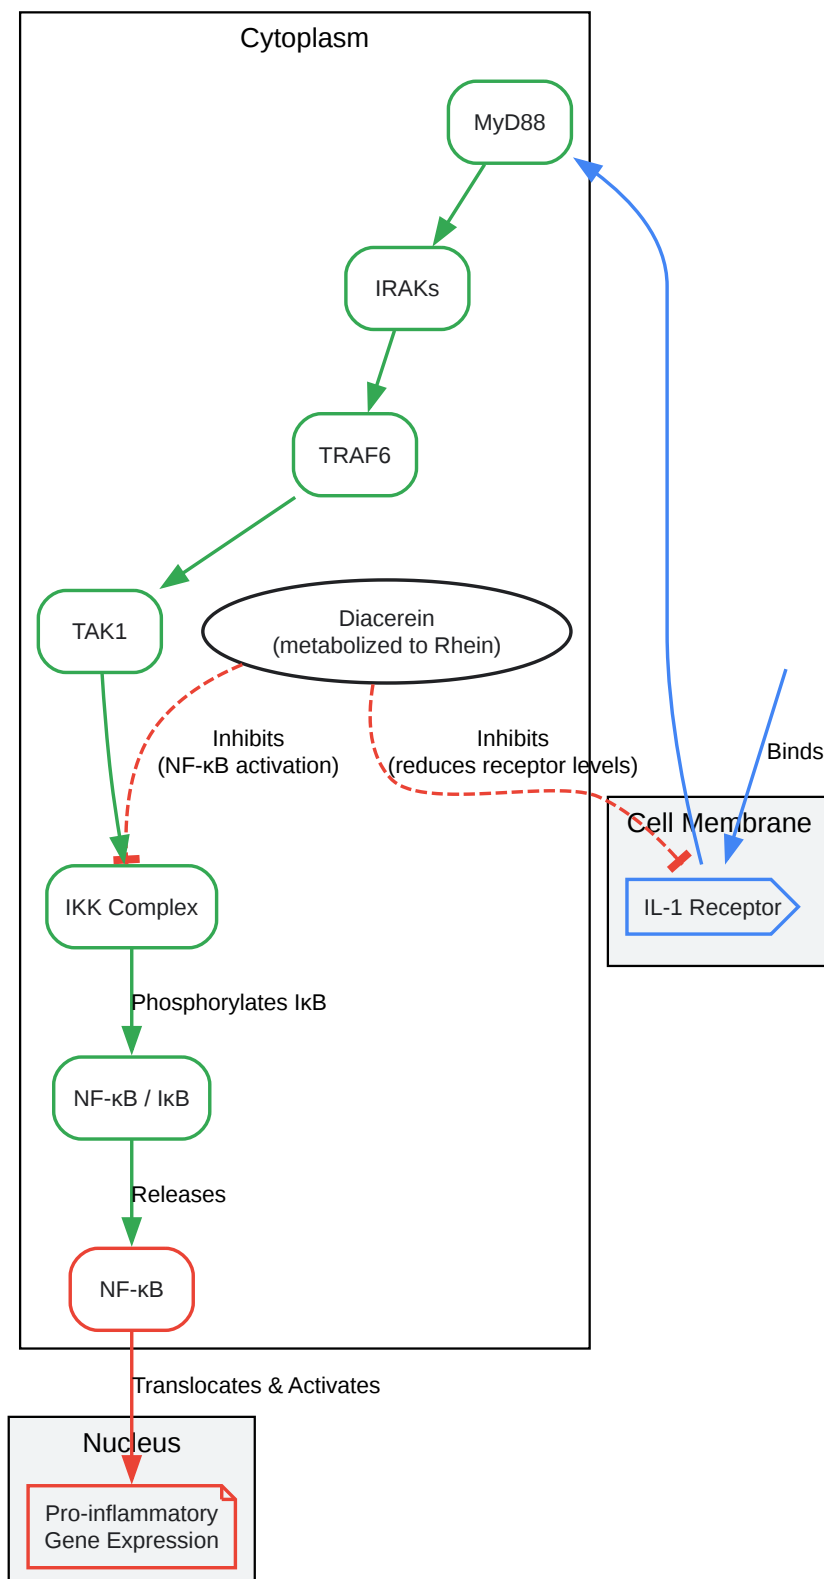 Cytoplasm
MyD88
IRAKs
TRAF6
TAK1
Diacerein
(metabolized to Rhein)
Inhibits
(NF-κB activation)
Inhibits
(reduces receptor levels)
Binds
Cell Membrane
IL-1 Receptor
IKK Complex
Phosphorylates IκB
NF-κB / IκB
Releases
NF-κB
Translocates & Activates
Nucleus
Pro-inflammatory
Gene Expression